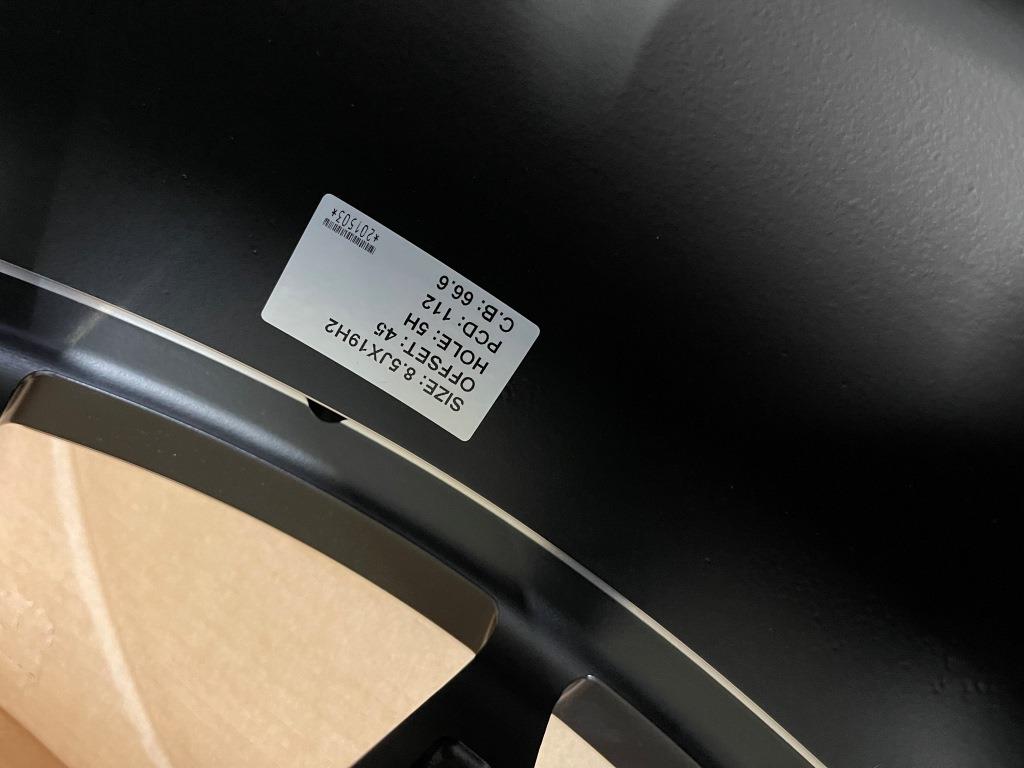 SIZE: 8.5JX19H2
OFFSET: 45
HOLE: 5H
PCD: 112
C.B: 66.6
*201503*